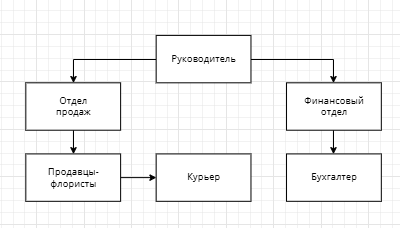 Руководитель
Отдел
продаж
Финансовый
отдел
Продавцы-
флористы
Курьер
Бухгалтер